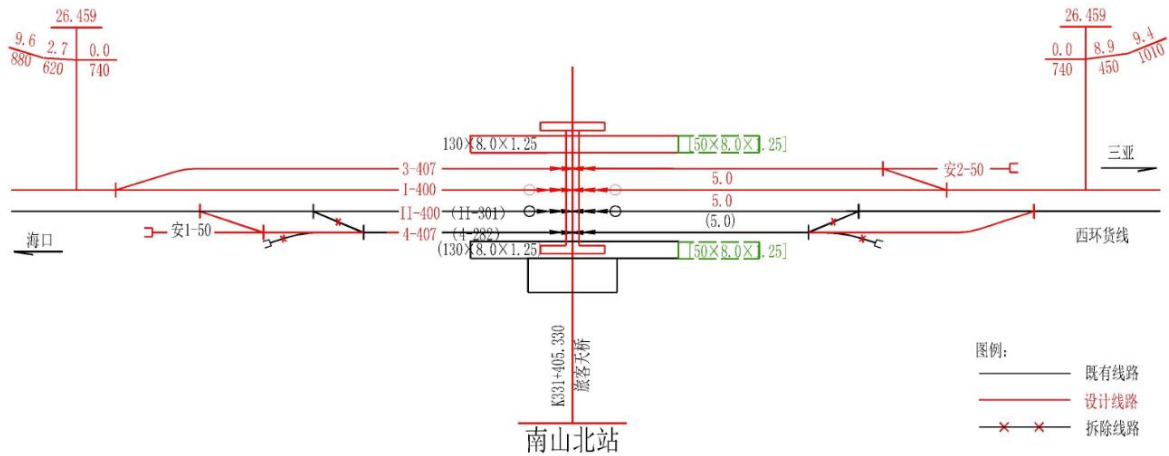 26.459
9.6 2.7 0.0
880 620 740
26.459
0.0 8.9 9.4
740 450 1010
130×8.0×1.25
[50×8.0×1.25]
3-407
安2-50
三亚
5.0
I-400
5.0
II-400 (II-301)
(5.0)
安1-50
4-407 (4-282)
海口
西环货线
(130×8.0×1.25)
[50×8.0×1.25]
K331+405.330
旅客天桥
南山北站
图例:
既有线路
设计线路
拆除线路